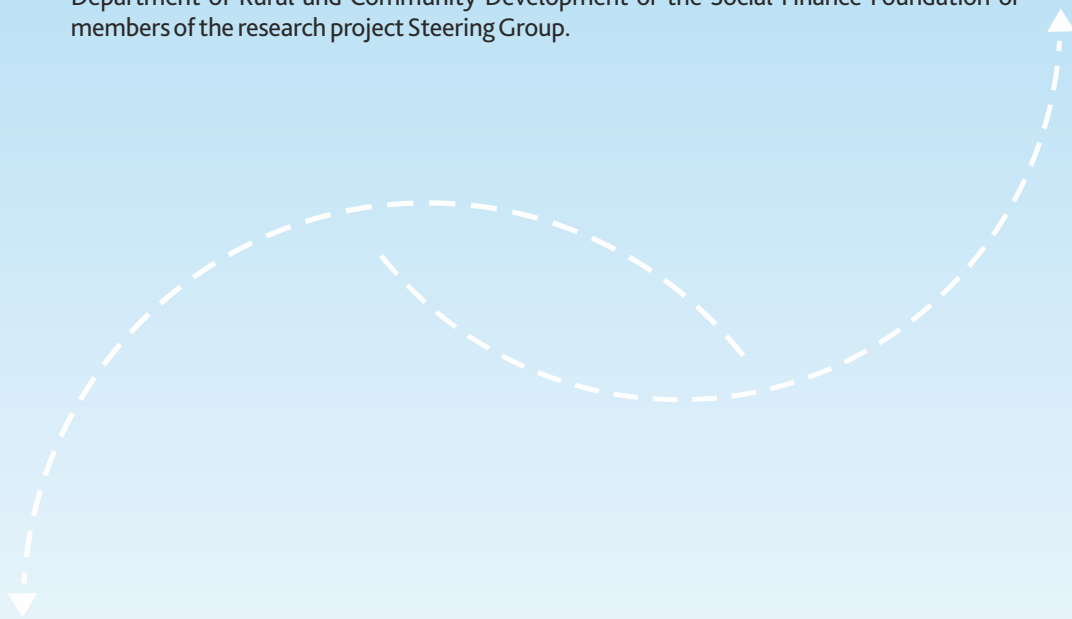 Department of Rural and Community Development or the Social Finance Foundation or
members of the research project Steering Group.